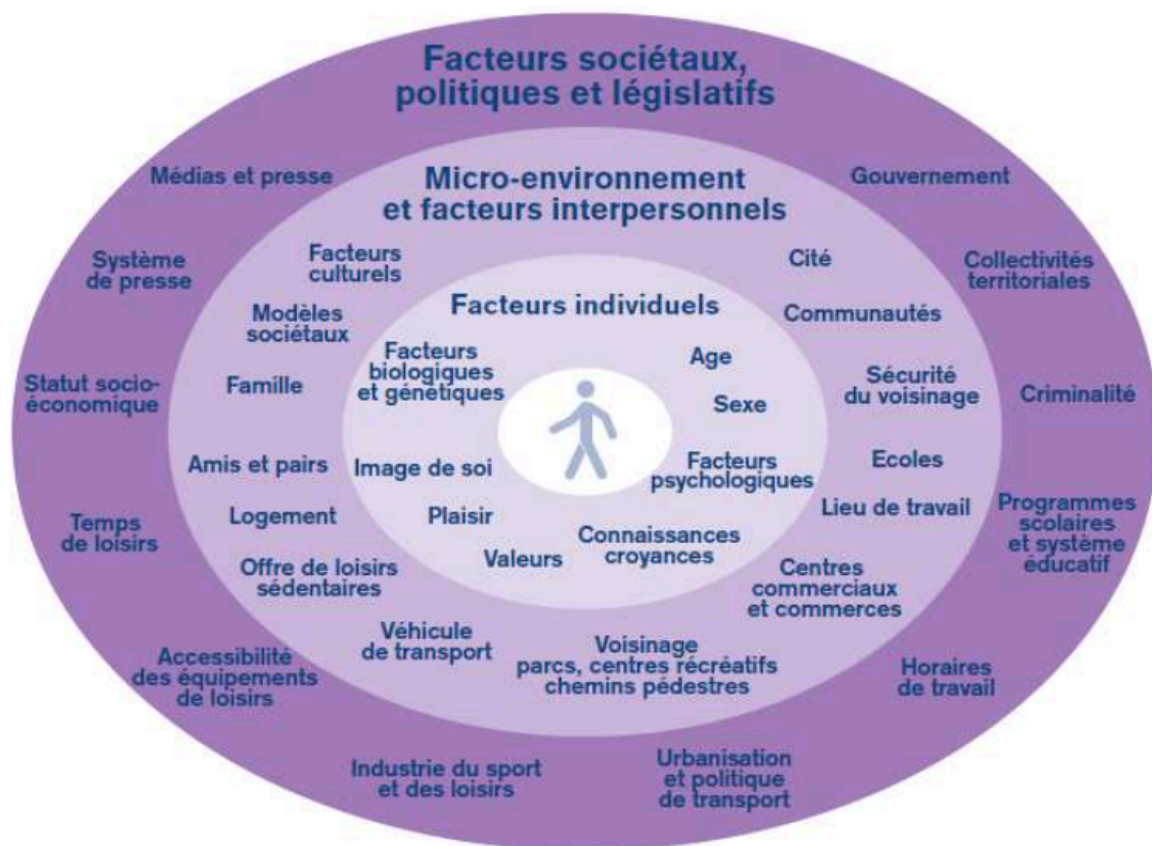 Facteurs sociétaux,
politiques et législatifs
Médias et presse
Gouvernement
Micro-environnement
et facteurs interpersonnels
Système
de presse
Facteurs
culturels
Cité
Collectivités
territoriales
Modèles
sociétaux
Facteurs individuels
Communautés
Statut socio-
économique
Famille
Facteurs
biologiques
et génétiques
Age
Sécurité
du voisinage
Criminalité
Sexe
Amis et pairs
Image de soi
Facteurs
psychologiques
Ecoles
Temps
de loisirs
Logement
Plaisir
Lieu de travail
Programmes
scolaires
et système
éducatif
Valeurs
Connaissances
croyances
Offre de loisirs
sédentaires
Centres
commerciaux
et commerces
Véhicule
de transport
Voisinage
parcs, centres récréatifs
chemins pédestres
Accessibilité
des équipements
de loisirs
Horaires
de travail
Industrie du sport
et des loisirs
Urbanisation
et politique
de transport